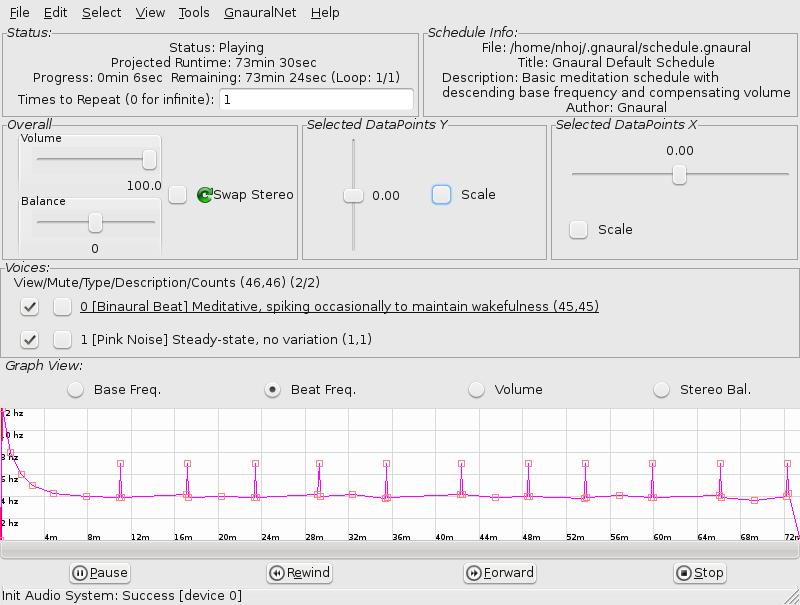 File Edit Select View Tools GnauralNet Help
Status:
Status: Playing
Projected Runtime: 73min 30sec
Progress: 0min 6sec Remaining: 73min 24sec (Loop: 1/1)
Times to Repeat (0 for infinite): 1
Schedule Info:
File: /home/nhoj/.gnaural/schedule.gnaural
Title: Gnaural Default Schedule
Description: Basic meditation schedule with
descending base frequency and compensating volume
Author: Gnaural
Overall
Volume
100.0
Balance
0
Swap Stereo
Selected DataPoints Y
0.00
Scale
Selected DataPoints X
0.00
Scale
Voices:
View/Mute/Type/Description/Counts (46,46) (2/2)
0 [Binaural Beat] Meditative, spiking occasionally to maintain wakefulness (45,45)
1 [Pink Noise] Steady-state, no variation (1,1)
Graph View:
Base Freq. Beat Freq. Volume Stereo Bal.
2 hz
0 hz
8 hz
6 hz
4 hz
2 hz
4m 8m 12m 16m 20m 24m 28m 32m 36m 40m 44m 48m 52m 56m 60m 64m 68m 72m
Pause Rewind Forward Stop
Init Audio System: Success [device 0]